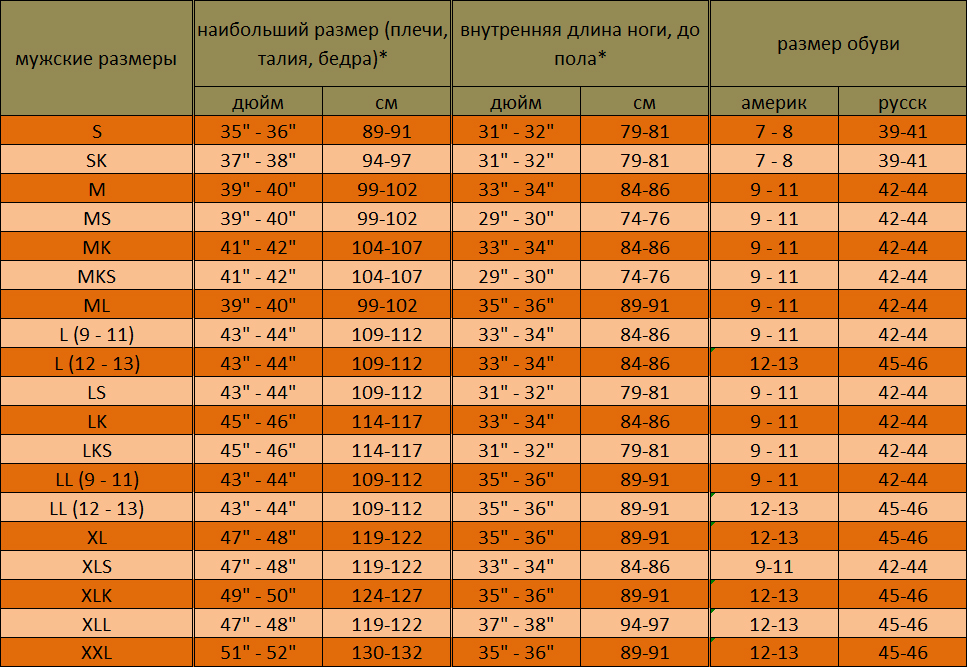 мужские размеры наибольший размер (плечи, талия, бедра)* внутренняя длина ноги, до пола* размер обуви
дюйм см дюйм см америк русск
S 35" - 36" 89-91 31" - 32" 79-81 7 - 8 39-41
SK 37" - 38" 94-97 31" - 32" 79-81 7 - 8 39-41
M 39" - 40" 99-102 33" - 34" 84-86 9 - 11 42-44
MS 39" - 40" 99-102 29" - 30" 74-76 9 - 11 42-44
MK 41" - 42" 104-107 33" - 34" 84-86 9 - 11 42-44
MKS 41" - 42" 104-107 29" - 30" 74-76 9 - 11 42-44
ML 39" - 40" 99-102 35" - 36" 89-91 9 - 11 42-44
L (9 - 11) 43" - 44" 109-112 33" - 34" 84-86 9 - 11 42-44
L (12 - 13) 43" - 44" 109-112 33" - 34" 84-86 12-13 45-46
LS 43" - 44" 109-112 31" - 32" 79-81 9 - 11 42-44
LK 45" - 46" 114-117 33" - 34" 84-86 9 - 11 42-44
LKS 45" - 46" 114-117 31" - 32" 79-81 9 - 11 42-44
LL (9 - 11) 43" - 44" 109-112 35" - 36" 89-91 9 - 11 42-44
LL (12 - 13) 43" - 44" 109-112 35" - 36" 89-91 12-13 45-46
XL 47" - 48" 119-122 35" - 36" 89-91 12-13 45-46
XLS 47" - 48" 119-122 33" - 34" 84-86 9-11 42-44
XLK 49" - 50" 124-127 35" - 36" 89-91 12-13 45-46
XLL 47" - 48" 119-122 37" - 38" 94-97 12-13 45-46
XXL 51" - 52" 130-132 35" - 36" 89-91 12-13 45-46